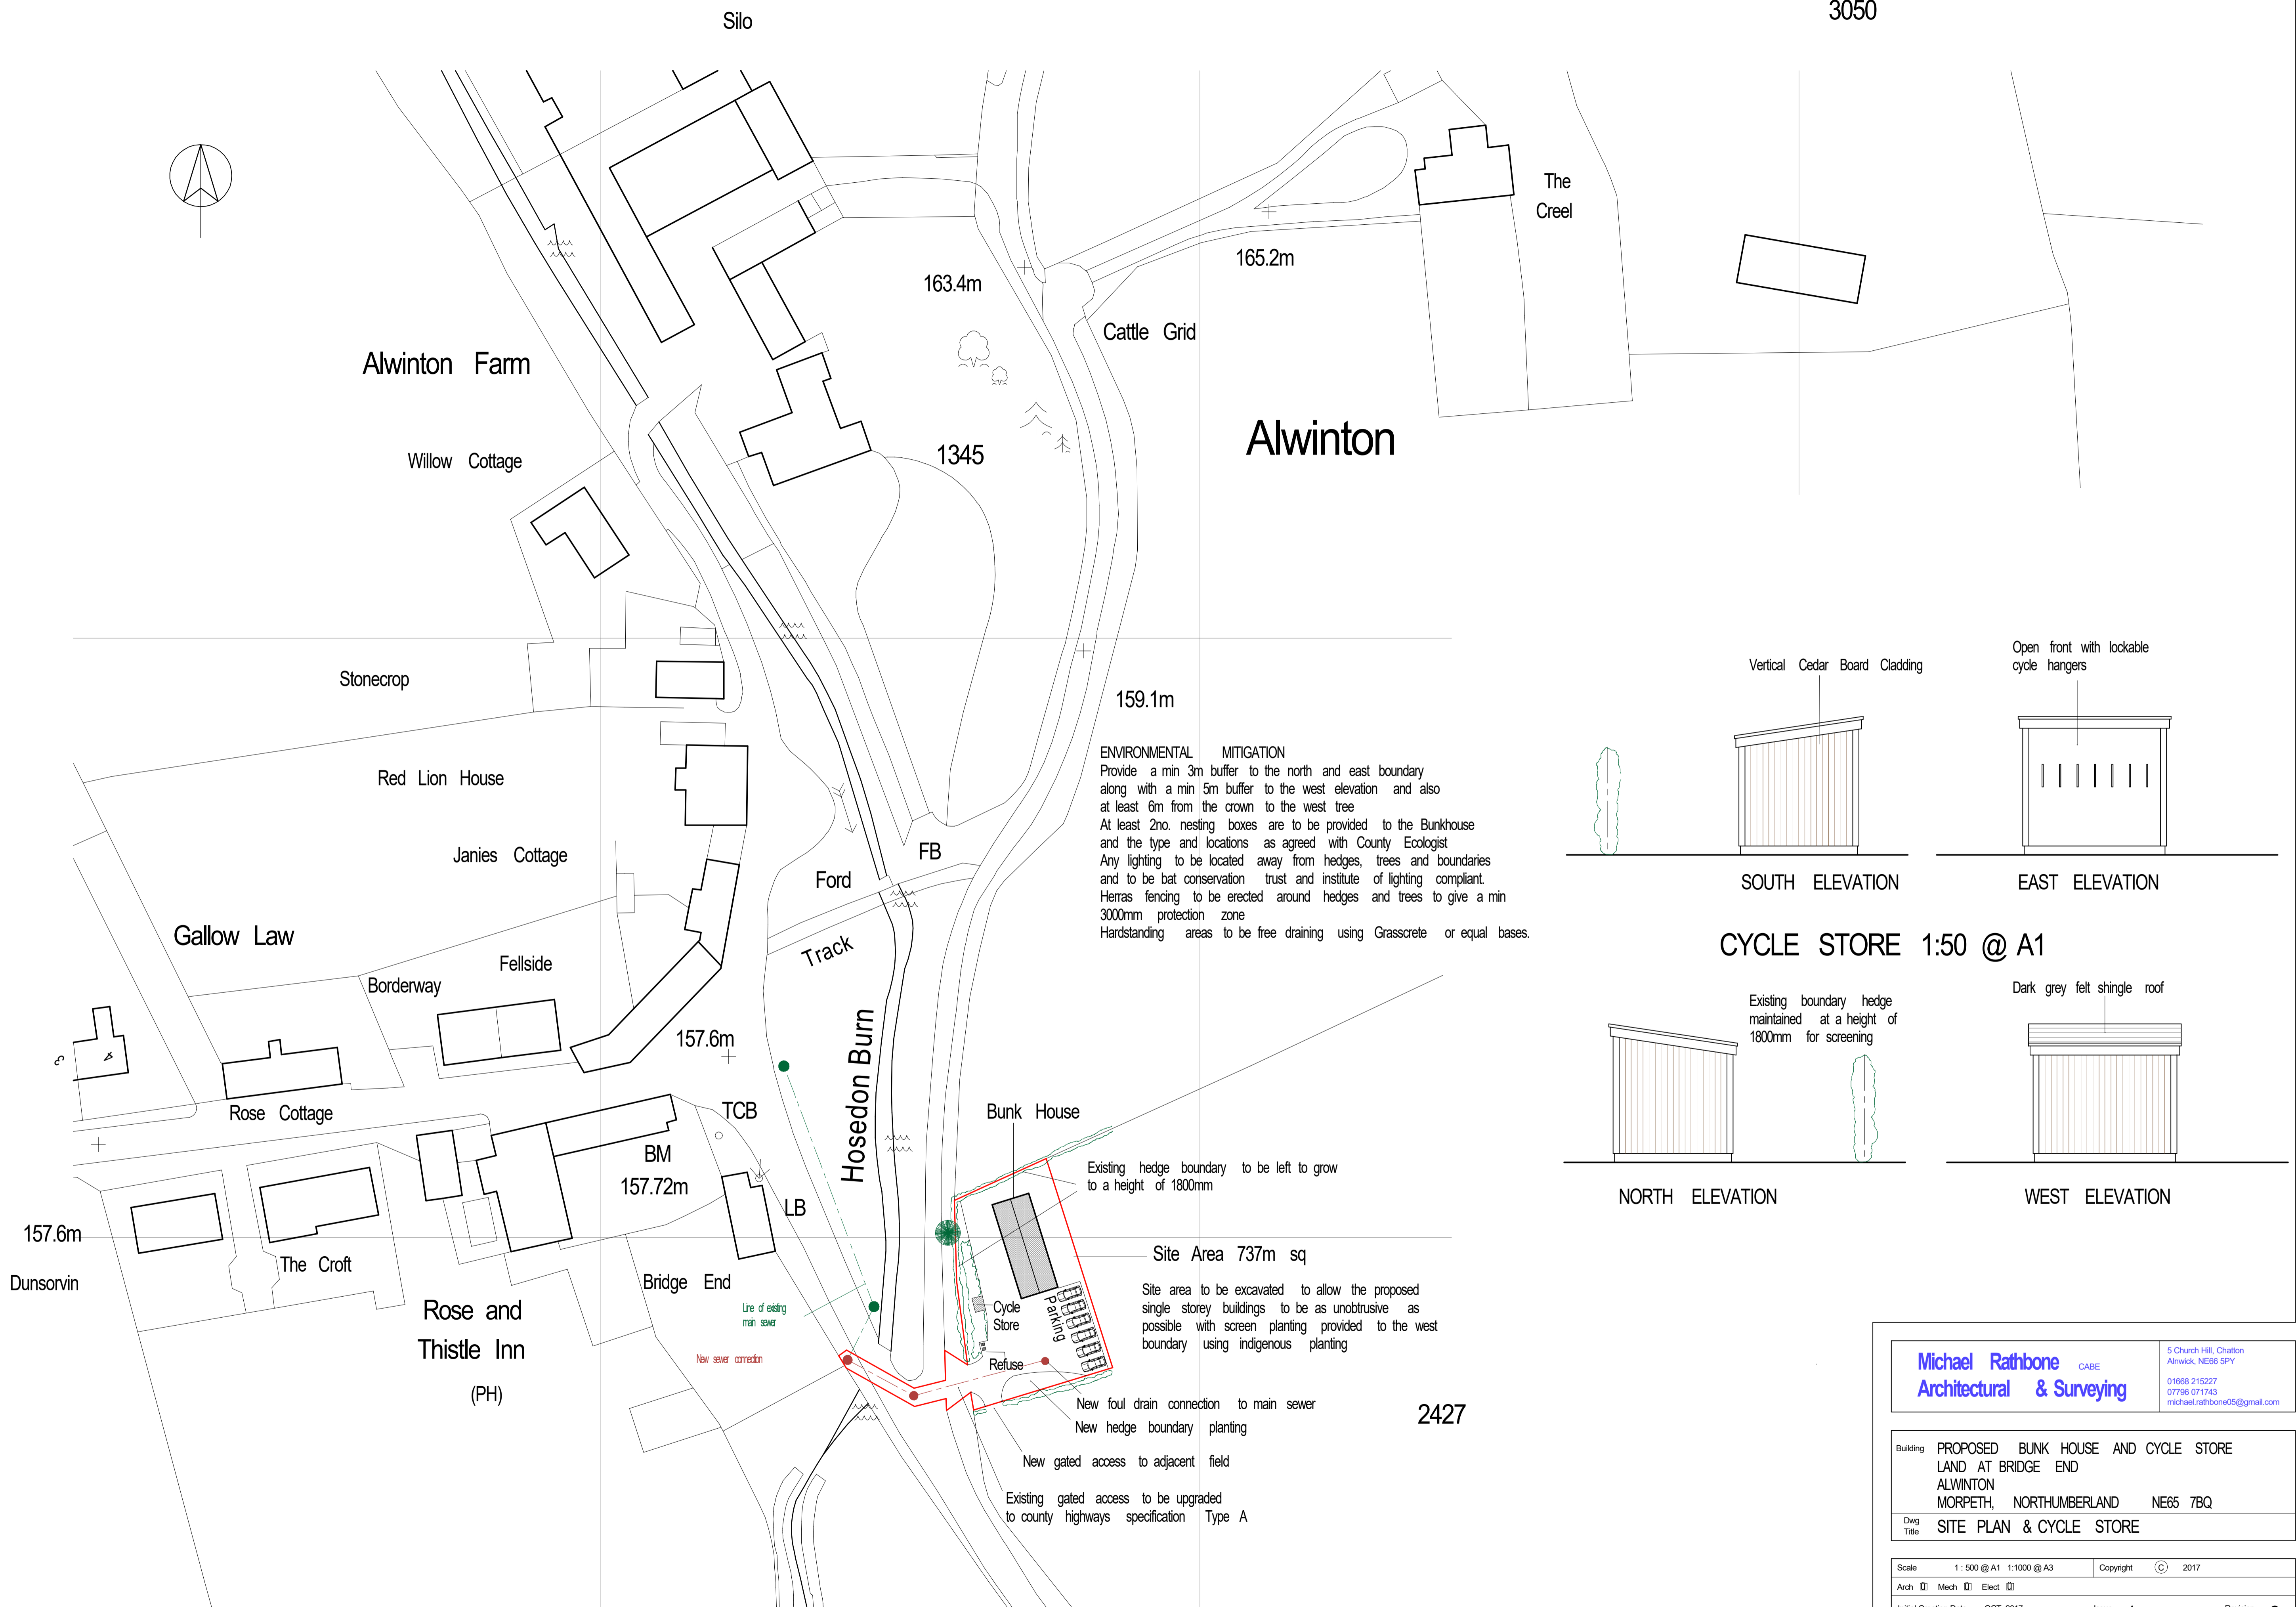 Silo
3050
The
Creel
165.2m
163.4m
Cattle Grid
Alwinton Farm
Alwinton
1345
Willow Cottage
Stonecrop
159.1m
Red Lion House
Janies Cottage
FB
Ford
Track
Gallow Law
Fellside
Borderway
157.6m
Hosedon Burn
Rose Cottage
TCB
BM
157.72m
LB
157.6m
Dunsorvin
The Croft
Bridge End
Rose and
Thistle Inn
(PH)
Line of existing
main sewer
New sewer connection
ENVIRONMENTAL MITIGATION
Provide a min 3m buffer to the north and east boundary
along with a min 5m buffer to the west elevation and also
at least 6m from the crown to the west tree
At least 2no. nesting boxes are to be provided to the Bunkhouse
and the type and locations as agreed with County Ecologist
Any lighting to be located away from hedges, trees and boundaries
and to be bat conservation trust and institute of lighting compliant.
Herras fencing to be erected around hedges and trees to give a min
3000mm protection zone
Hardstanding areas to be free draining using Grasscrete or equal bases.
Bunk House
Existing hedge boundary to be left to grow
to a height of 1800mm
Site Area 737m sq
Site area to be excavated to allow the proposed
single storey buildings to be as unobtrusive as
possible with screen planting provided to the west
boundary using indigenous planting
Cycle
Store
Parking
Refuse
New foul drain connection to main sewer
New hedge boundary planting
New gated access to adjacent field
Existing gated access to be upgraded
to county highways specification Type A
2427
Vertical Cedar Board Cladding
Open front with lockable
cycle hangers
SOUTH ELEVATION
EAST ELEVATION
CYCLE STORE 1:50 @ A1
Existing boundary hedge
maintained at a height of
1800mm for screening
Dark grey felt shingle roof
NORTH ELEVATION
WEST ELEVATION
Michael Rathbone CABE
Architectural & Surveying
5 Church Hill, Chatton
Alnwick, NE66 5PY
01668 215227
07796 071743
michael.rathbone05@gmail.com
Building PROPOSED BUNK HOUSE AND CYCLE STORE
LAND AT BRIDGE END
ALWINTON
MORPETH, NORTHUMBERLAND NE65 7BQ
Dwg
Title SITE PLAN & CYCLE STORE
Scale 1 : 500 @ A1 1:1000 @ A3 Copyright C 2017
Arch Mech Elect